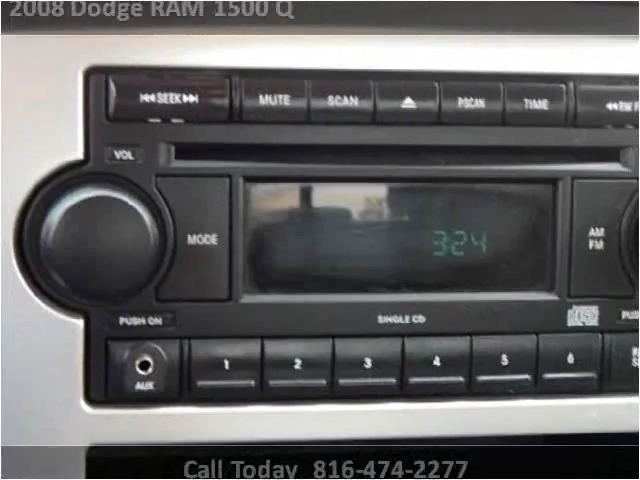 2008 Dodge RAM 1500 Q
SEEK
MUTE
SCAN
PSCAN
TIME
RW
VOL
MODE
324
AM
FM
PUSH ON
SINGLE CD
AUX
1
2
3
4
5
6
Call Today 816-474-2277